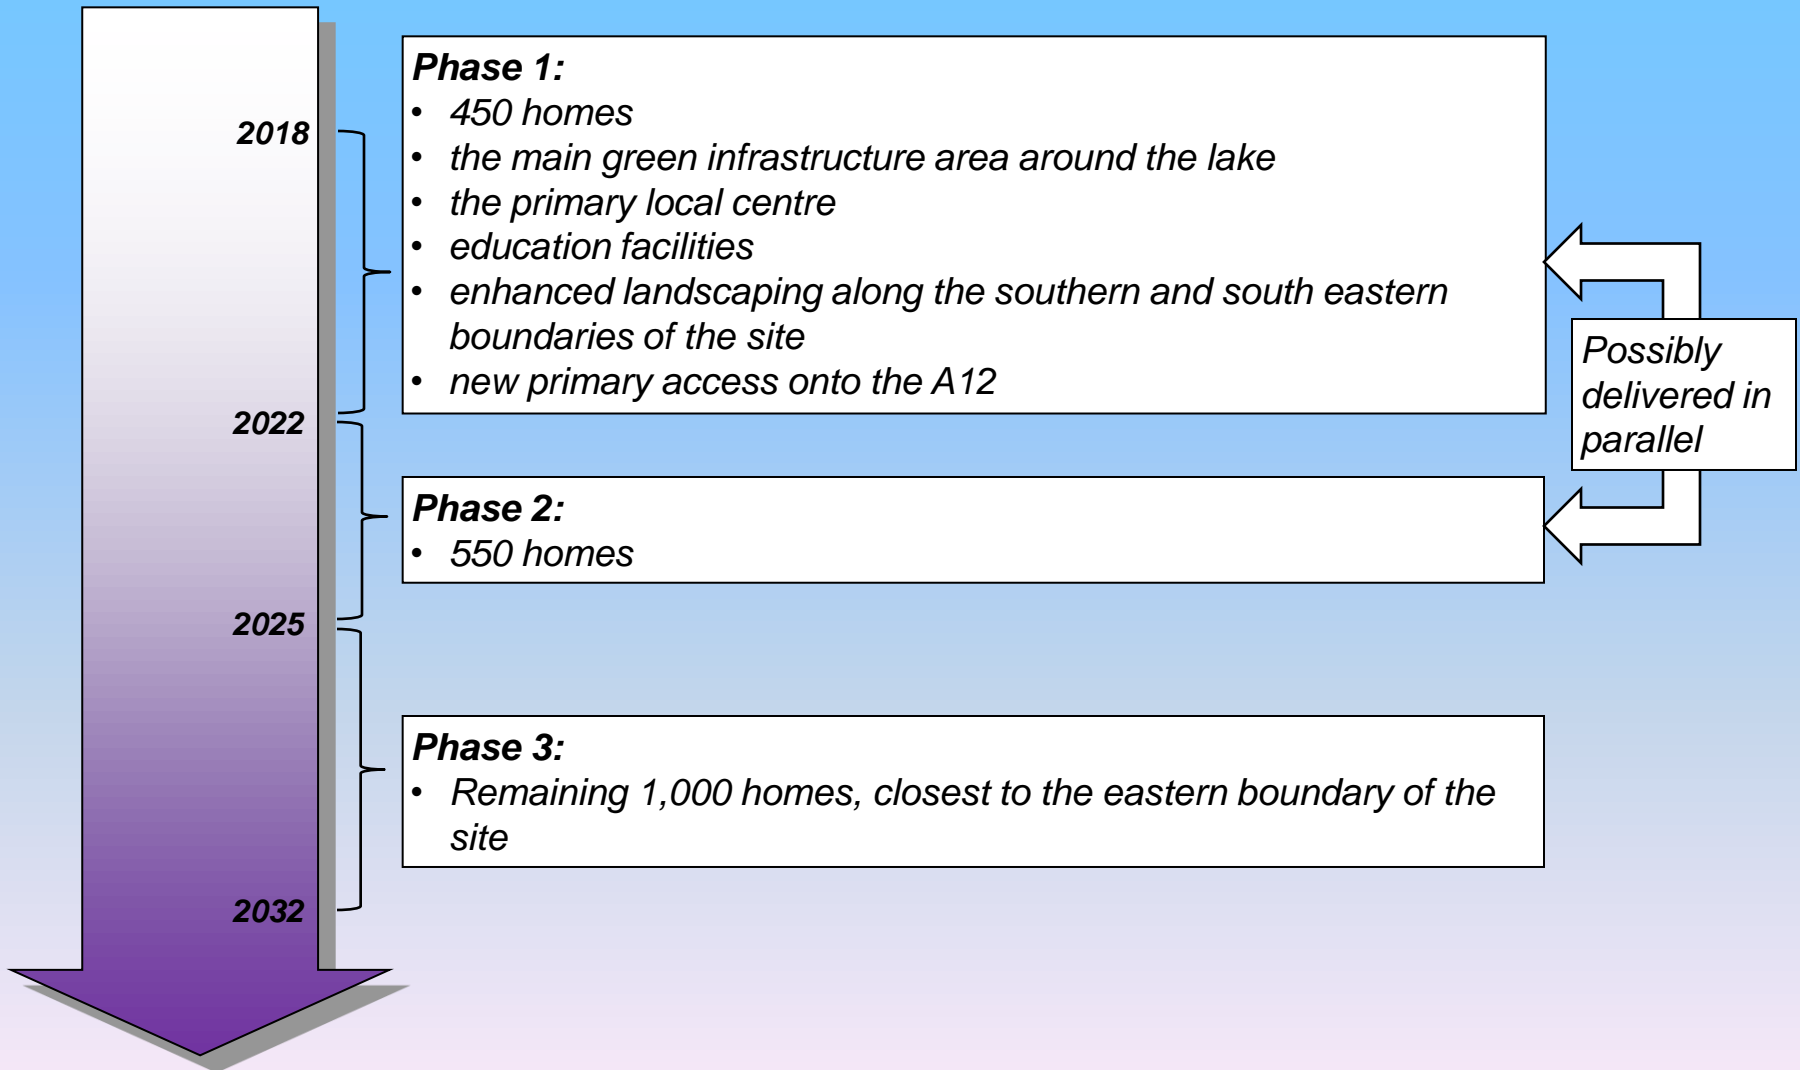 2018
2022
2025
2032
Phase 1:
• 450 homes
• the main green infrastructure area around the lake
• the primary local centre
• education facilities
• enhanced landscaping along the southern and south eastern
boundaries of the site
• new primary access onto the A12
Possibly
delivered in
parallel
Phase 2:
• 550 homes
Phase 3:
• Remaining 1,000 homes, closest to the eastern boundary of the
site